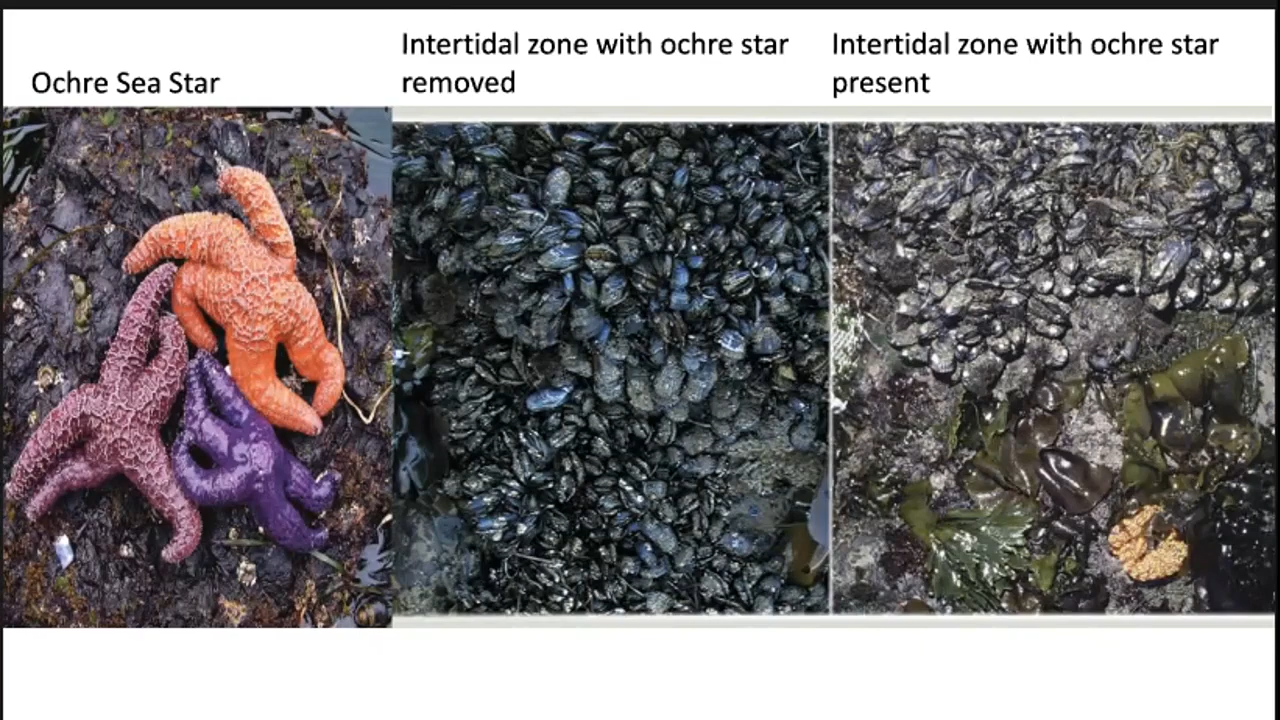 Ochre Sea Star
Intertidal zone with ochre star
removed
Intertidal zone with ochre star
present